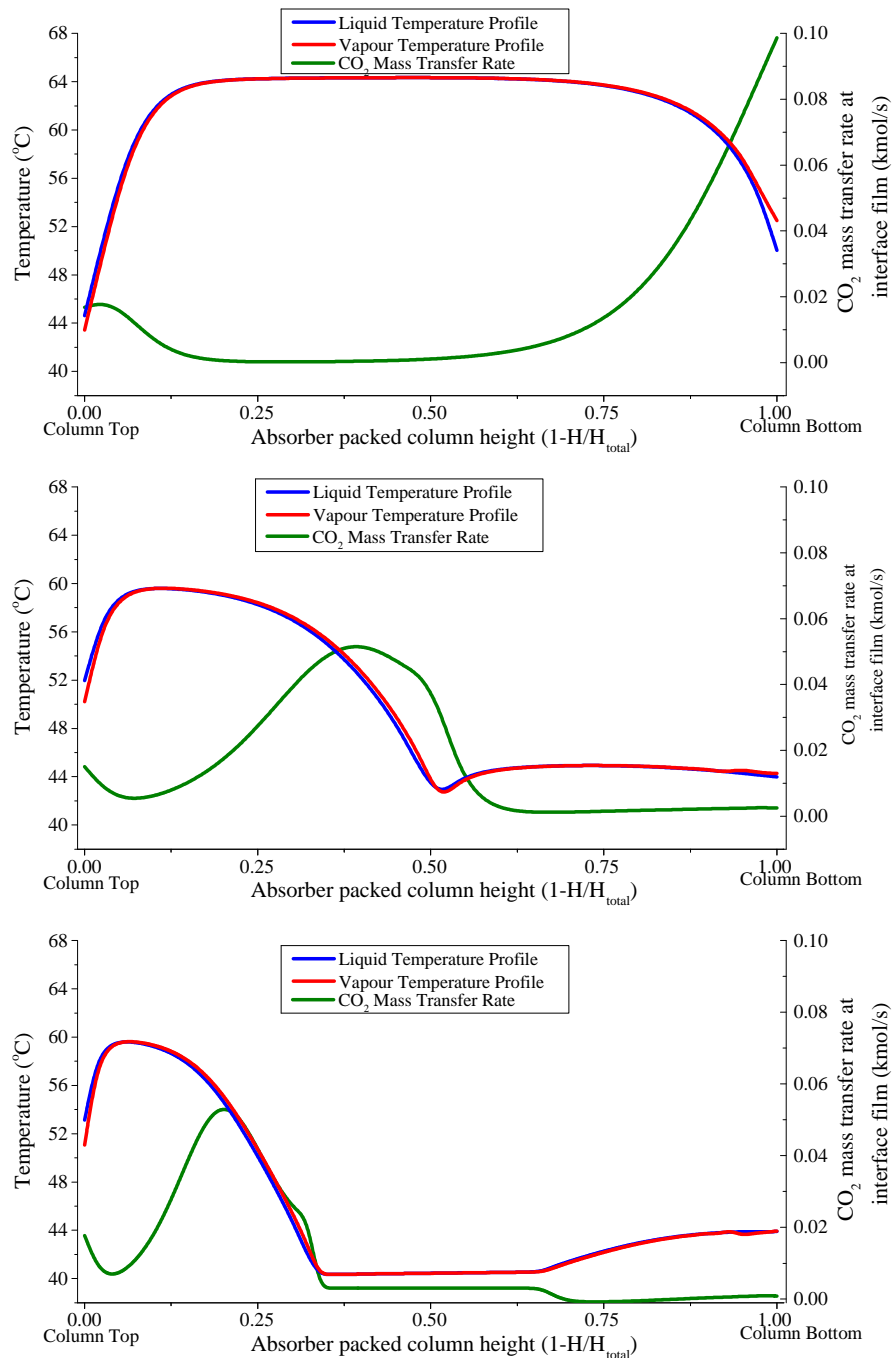 Liquid Temperature Profile
Vapour Temperature Profile
CO2 Mass Transfer Rate
68
64
60
56
52
48
44
40
Temperature (°C)
0.10
0.08
0.06
0.04
0.02
0.00
CO2 mass transfer rate at
interface film (kmol/s)
0.00 0.25 0.50 0.75 1.00
Column Top Absorber packed column height (1-H/Htotal) Column Bottom
Liquid Temperature Profile
Vapour Temperature Profile
CO2 Mass Transfer Rate
68
64
60
56
52
48
44
40
Temperature (°C)
0.10
0.08
0.06
0.04
0.02
0.00
CO2 mass transfer rate at
interface film (kmol/s)
0.00 0.25 0.50 0.75 1.00
Column Top Absorber packed column height (1-H/Htotal) Column Bottom
Liquid Temperature Profile
Vapour Temperature Profile
CO2 Mass Transfer Rate
68
64
60
56
52
48
44
40
Temperature (°C)
0.10
0.08
0.06
0.04
0.02
0.00
CO2 mass transfer rate at
interface film (kmol/s)
0.00 0.25 0.50 0.75 1.00
Column Top Absorber packed column height (1-H/Htotal) Column Bottom